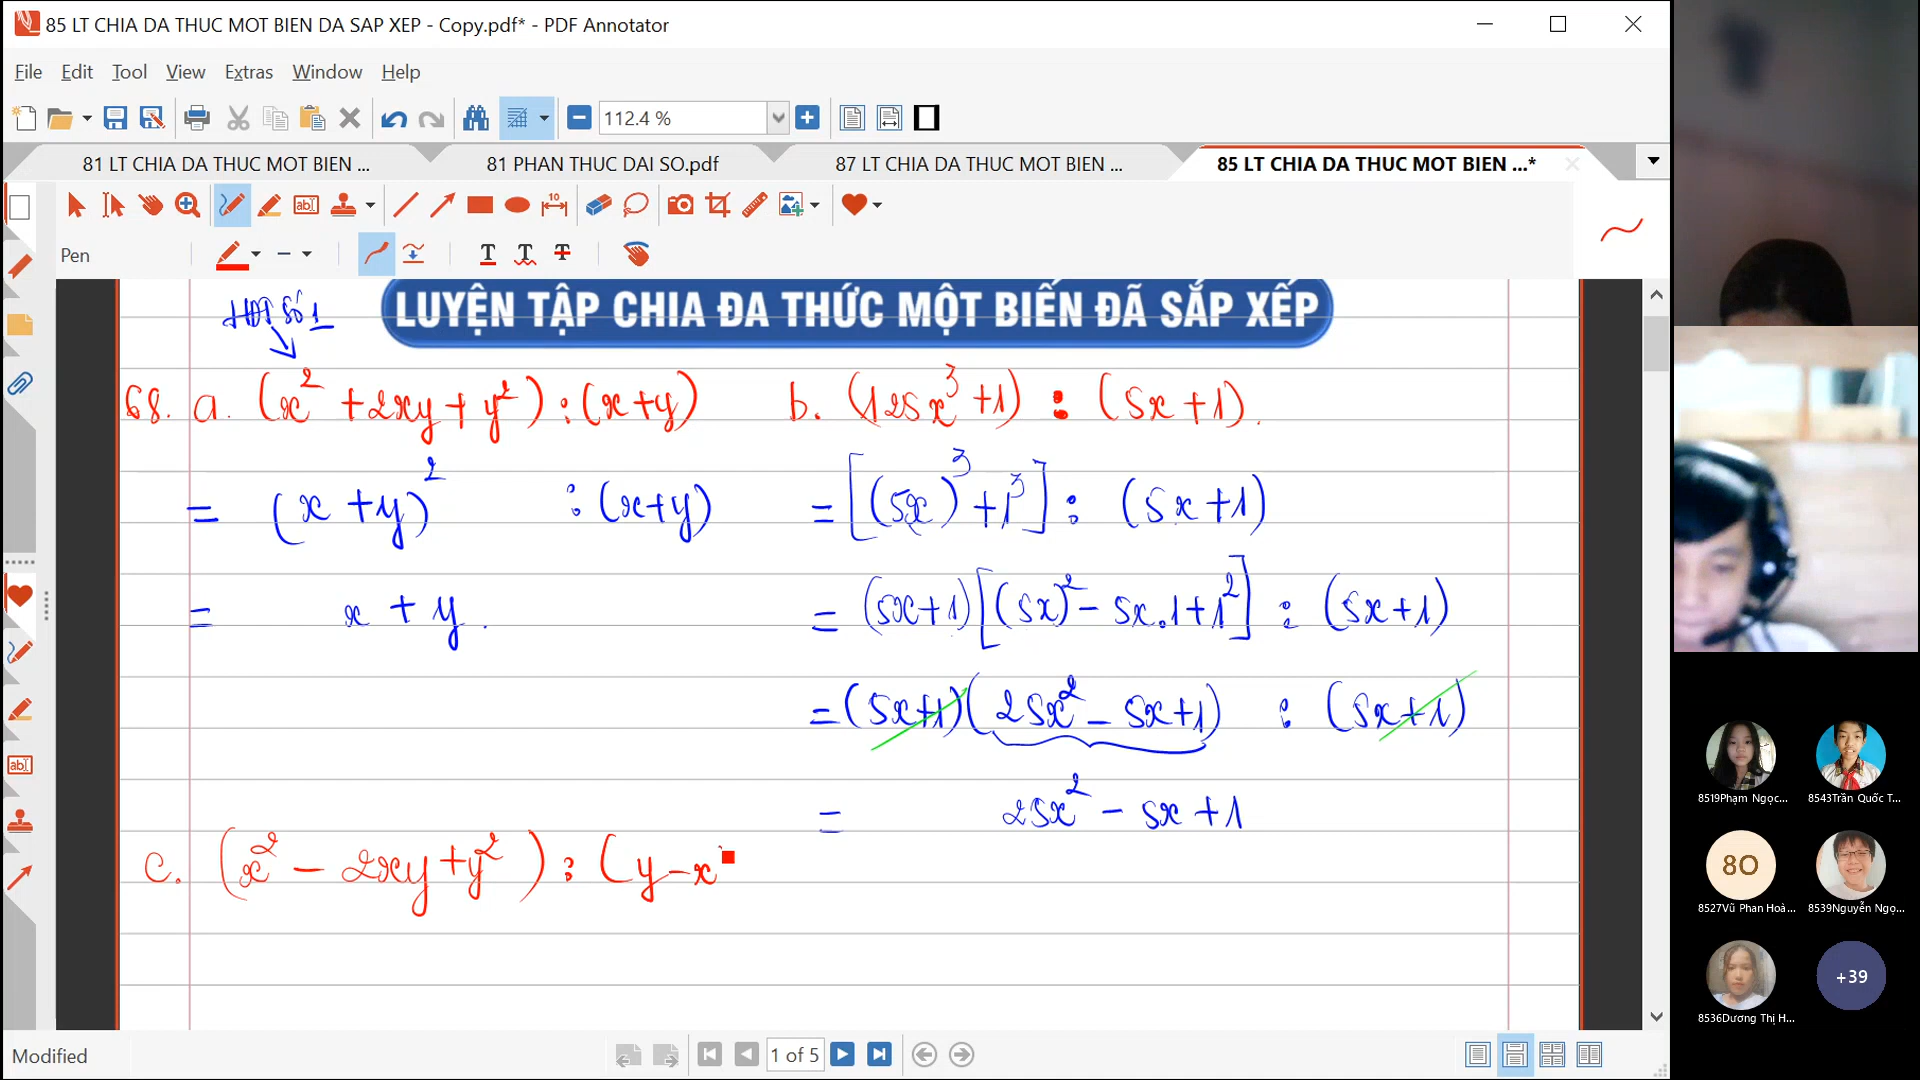 85 LT CHIA DA THUC MOT BIEN DA SAP XEP - Copy.pdf* - PDF Annotator
File Edit Tool View Extras Window Help
112.4 %
81 LT CHIA DA THUC MOT BIEN ... 81 PHAN THUC DAI SO.pdf 87 LT CHIA DA THUC MOT BIEN ... 85 LT CHIA DA THUC MOT BIEN ...*
Pen
HĐT Số 1
LUYỆN TẬP CHIA ĐA THỨC MỘT BIẾN ĐÃ SẮP XẾP
68. a. (x² + 2xy + y²) : (x+y) b. (125x³ +1) : (5x+1).
= (x + y)² : (x+y) = [(5x)³ + 1³] : (5x+1)
= x + y. = (5x+1)[(5x)² - 5x.1 + 1²] : (5x+1)
= (5x+1)(25x² - 5x+1) : (5x+1)
= 25x² - 5x +1
c. (x² - 2xy + y²) : (y-x
8519Phạm Ngọc... 8543Trần Quốc T...
8O
8527Vũ Phan Hoà... 8539Nguyễn Ngọ...
+39
8536Dương Thị H...
Modified 1 of 5